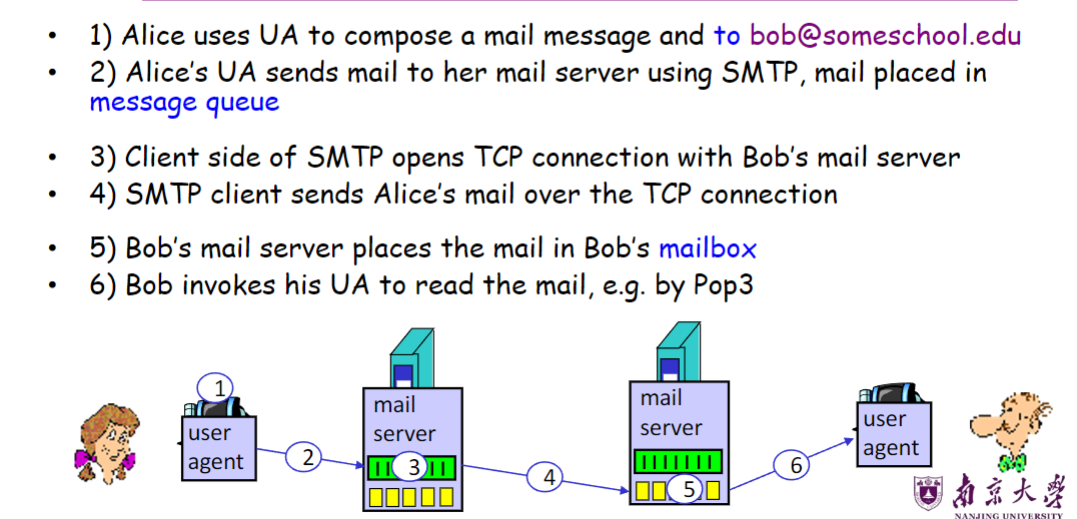 • 1) Alice uses UA to compose a mail message and to bob@someschool.edu
• 2) Alice's UA sends mail to her mail server using SMTP, mail placed in
message queue
• 3) Client side of SMTP opens TCP connection with Bob's mail server
• 4) SMTP client sends Alice's mail over the TCP connection
• 5) Bob's mail server places the mail in Bob's mailbox
• 6) Bob invokes his UA to read the mail, e.g. by Pop3
1
user
agent
2
mail
server
3
4
mail
server
5
6
user
agent
南京大学
NANJING UNIVERSITY